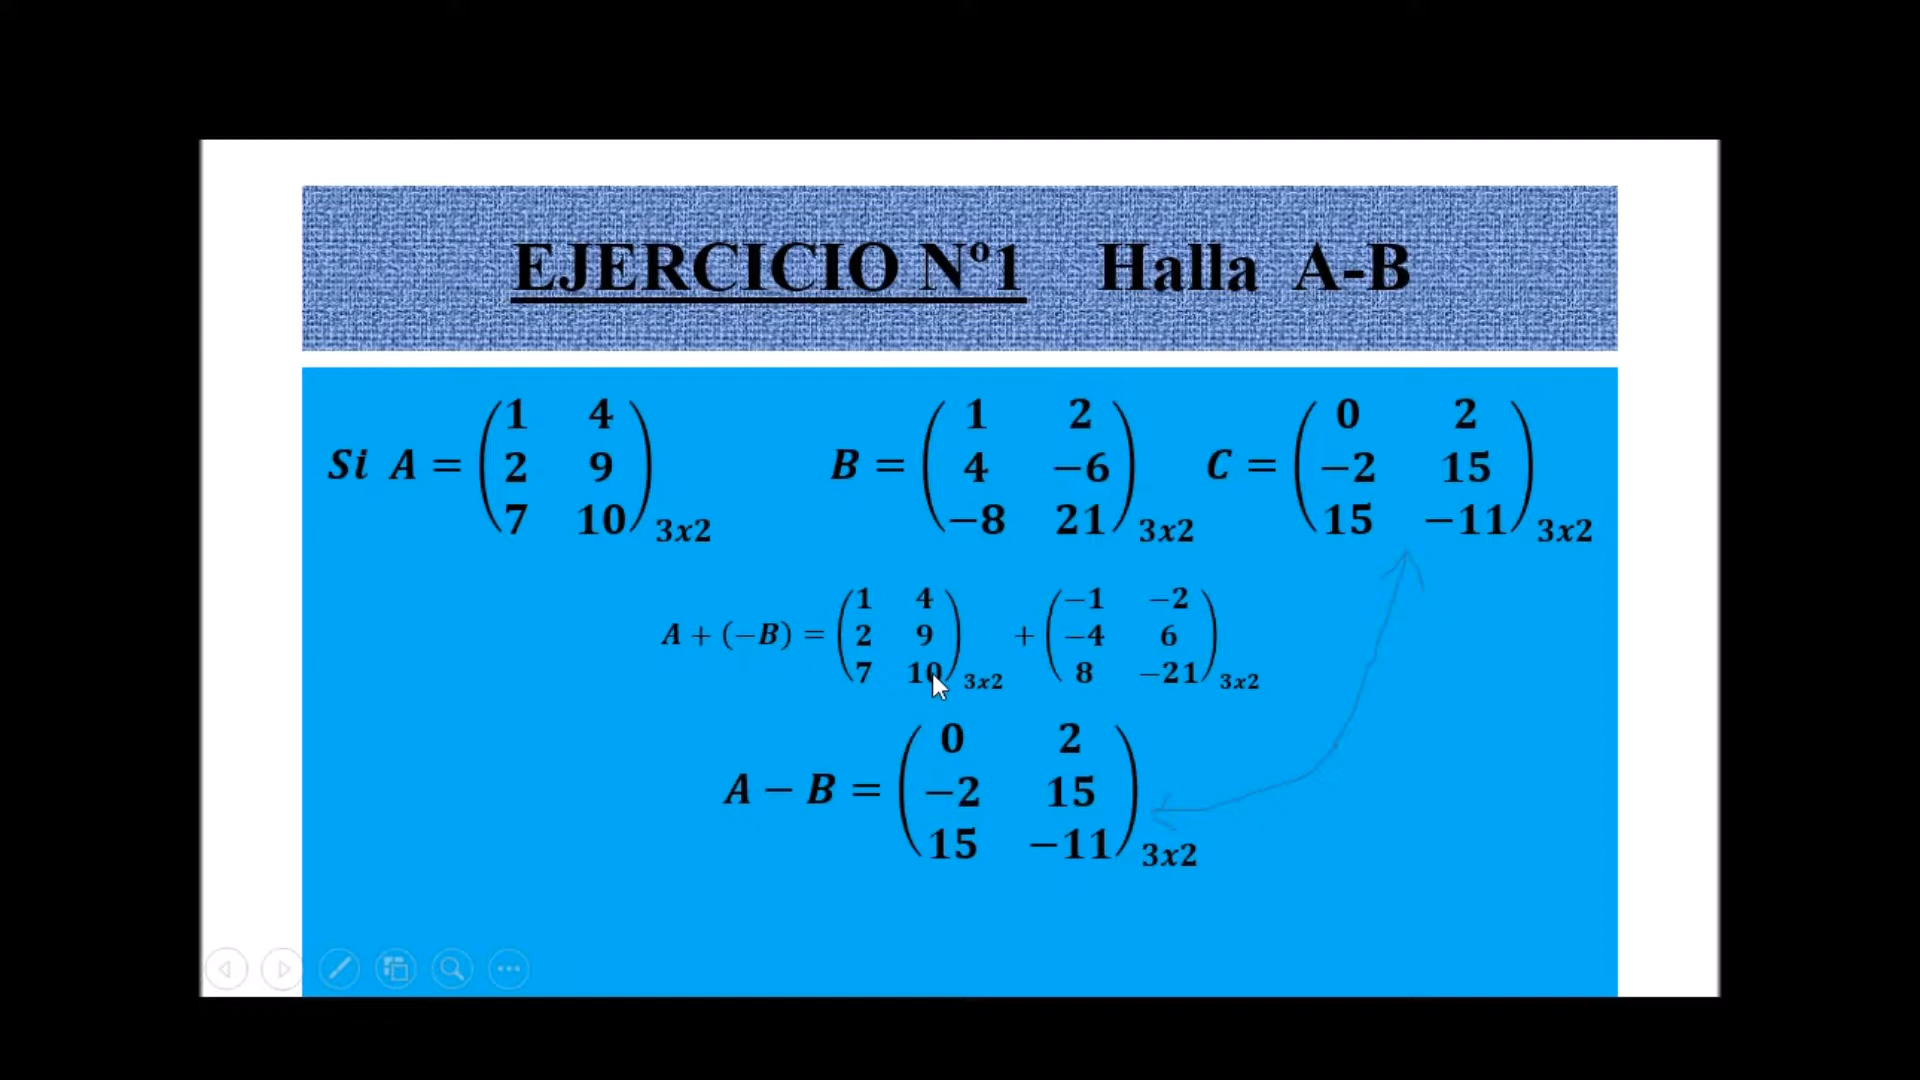 EJERCICIO Nº1 Halla A-B
Si A = (1 4
2 9
7 10)3x2
B = (1 2
4 −6
−8 21)3x2
C = (0 2
−2 15
15 −11)3x2
A + (−B) = (1 4
2 9
7 10)3x2
+ (−1 −2
−4 6
8 −21)3x2
A − B = (0 2
−2 15
15 −11)3x2